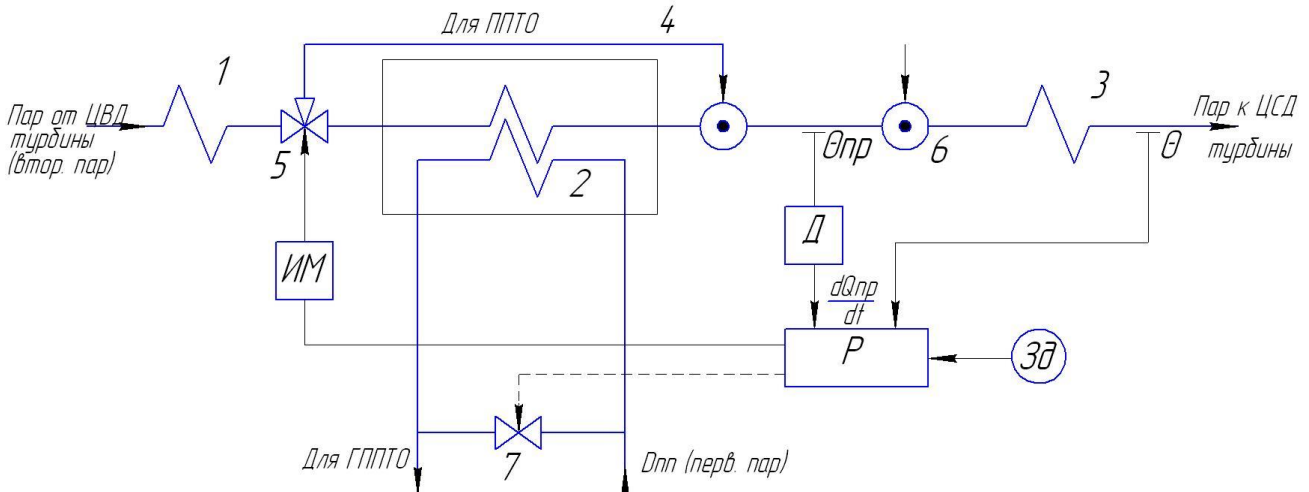 Для ППТО
4
1
3
Пар от ЦВД
турбины
(втор. пар)
Пар к ЦСД
турбины
5
2
Θпр
6
Θ
Д
ИМ
dQпр
dt
Р
Зд
Для ГППТО
7
Dпп (перв. пар)